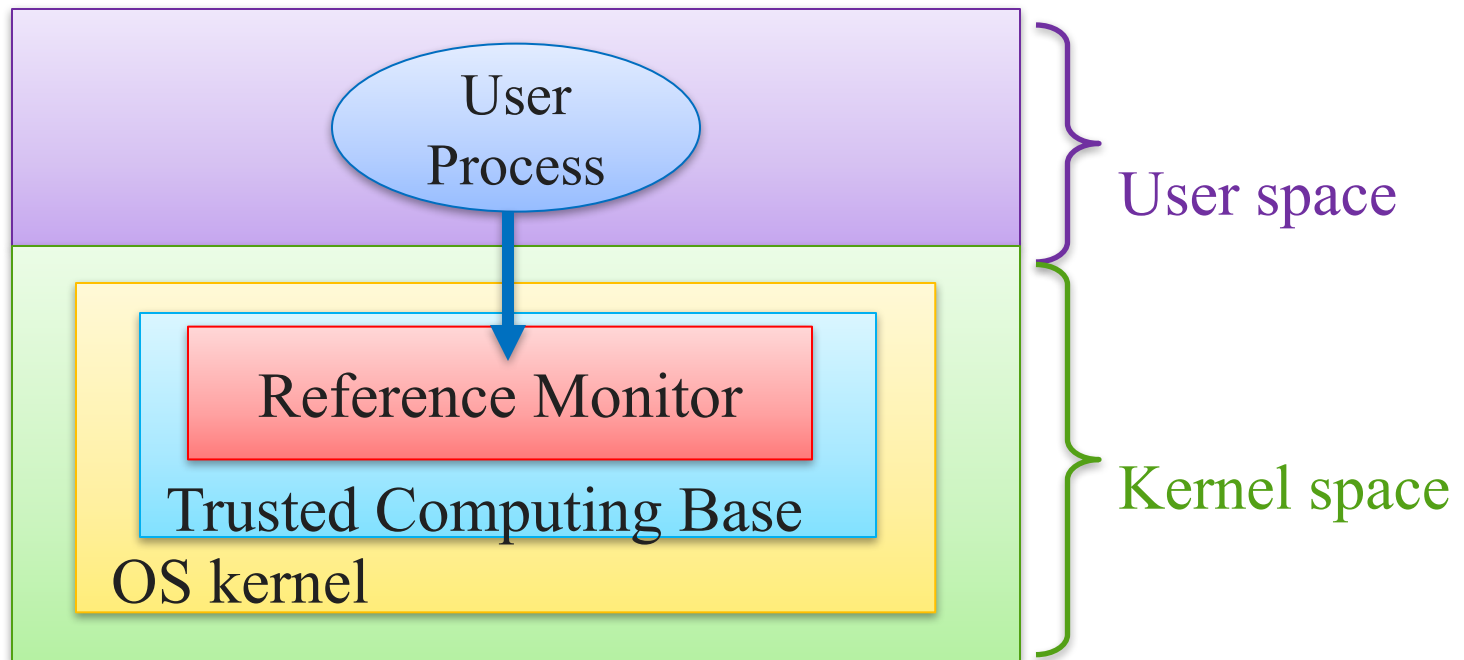 User
Process
User space
Reference Monitor
Trusted Computing Base
Kernel space
OS kernel